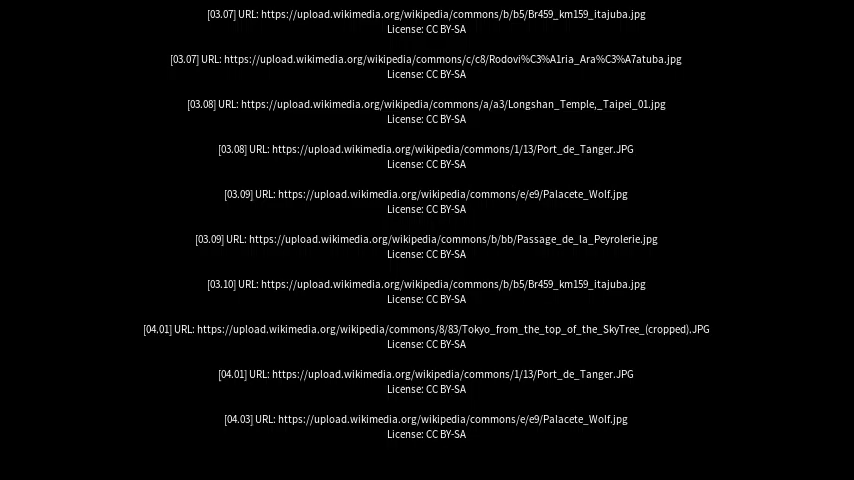 [03.07] URL: https://upload.wikimedia.org/wikipedia/commons/b/b5/Br459_km159_itajuba.jpg
License: CC BY-SA
[03.07] URL: https://upload.wikimedia.org/wikipedia/commons/c/c8/Rodovi%C3%A1ria_Ara%C3%A7atuba.jpg
License: CC BY-SA
[03.08] URL: https://upload.wikimedia.org/wikipedia/commons/a/a3/Longshan_Temple,_Taipei_01.jpg
License: CC BY-SA
[03.08] URL: https://upload.wikimedia.org/wikipedia/commons/1/13/Port_de_Tanger.JPG
License: CC BY-SA
[03.09] URL: https://upload.wikimedia.org/wikipedia/commons/e/e9/Palacete_Wolf.jpg
License: CC BY-SA
[03.09] URL: https://upload.wikimedia.org/wikipedia/commons/b/bb/Passage_de_la_Peyrolerie.jpg
License: CC BY-SA
[03.10] URL: https://upload.wikimedia.org/wikipedia/commons/b/b5/Br459_km159_itajuba.jpg
License: CC BY-SA
[04.01] URL: https://upload.wikimedia.org/wikipedia/commons/8/83/Tokyo_from_the_top_of_the_SkyTree_(cropped).JPG
License: CC BY-SA
[04.01] URL: https://upload.wikimedia.org/wikipedia/commons/1/13/Port_de_Tanger.JPG
License: CC BY-SA
[04.03] URL: https://upload.wikimedia.org/wikipedia/commons/e/e9/Palacete_Wolf.jpg
License: CC BY-SA